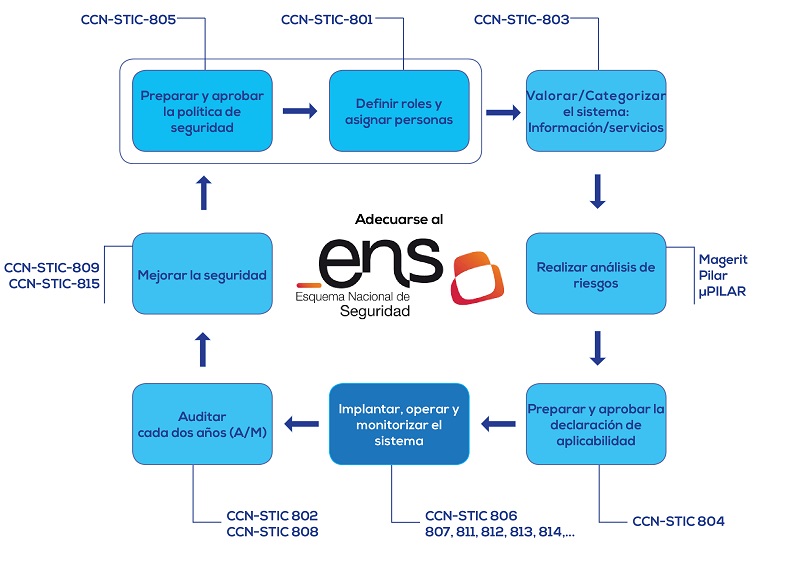 CCN-STIC-805
CCN-STIC-801
CCN-STIC-803
Preparar y aprobar
la política de
seguridad
Definir roles y
asignar personas
Valorar/Categorizar
el sistema:
Información/servicios
Adecuarse al
ens
Esquema Nacional de
Seguridad
CCN-STIC-809
CCN-STIC-815
Mejorar la seguridad
Realizar análisis de
riesgos
Magerit
Pilar
µPILAR
Auditar
cada dos años (A/M)
Implantar, operar y
monitorizar el
sistema
Preparar y aprobar la
declaración de
aplicabilidad
CCN-STIC 802
CCN-STIC 808
CCN-STIC 806
807, 811, 812, 813, 814,...
CCN-STIC 804